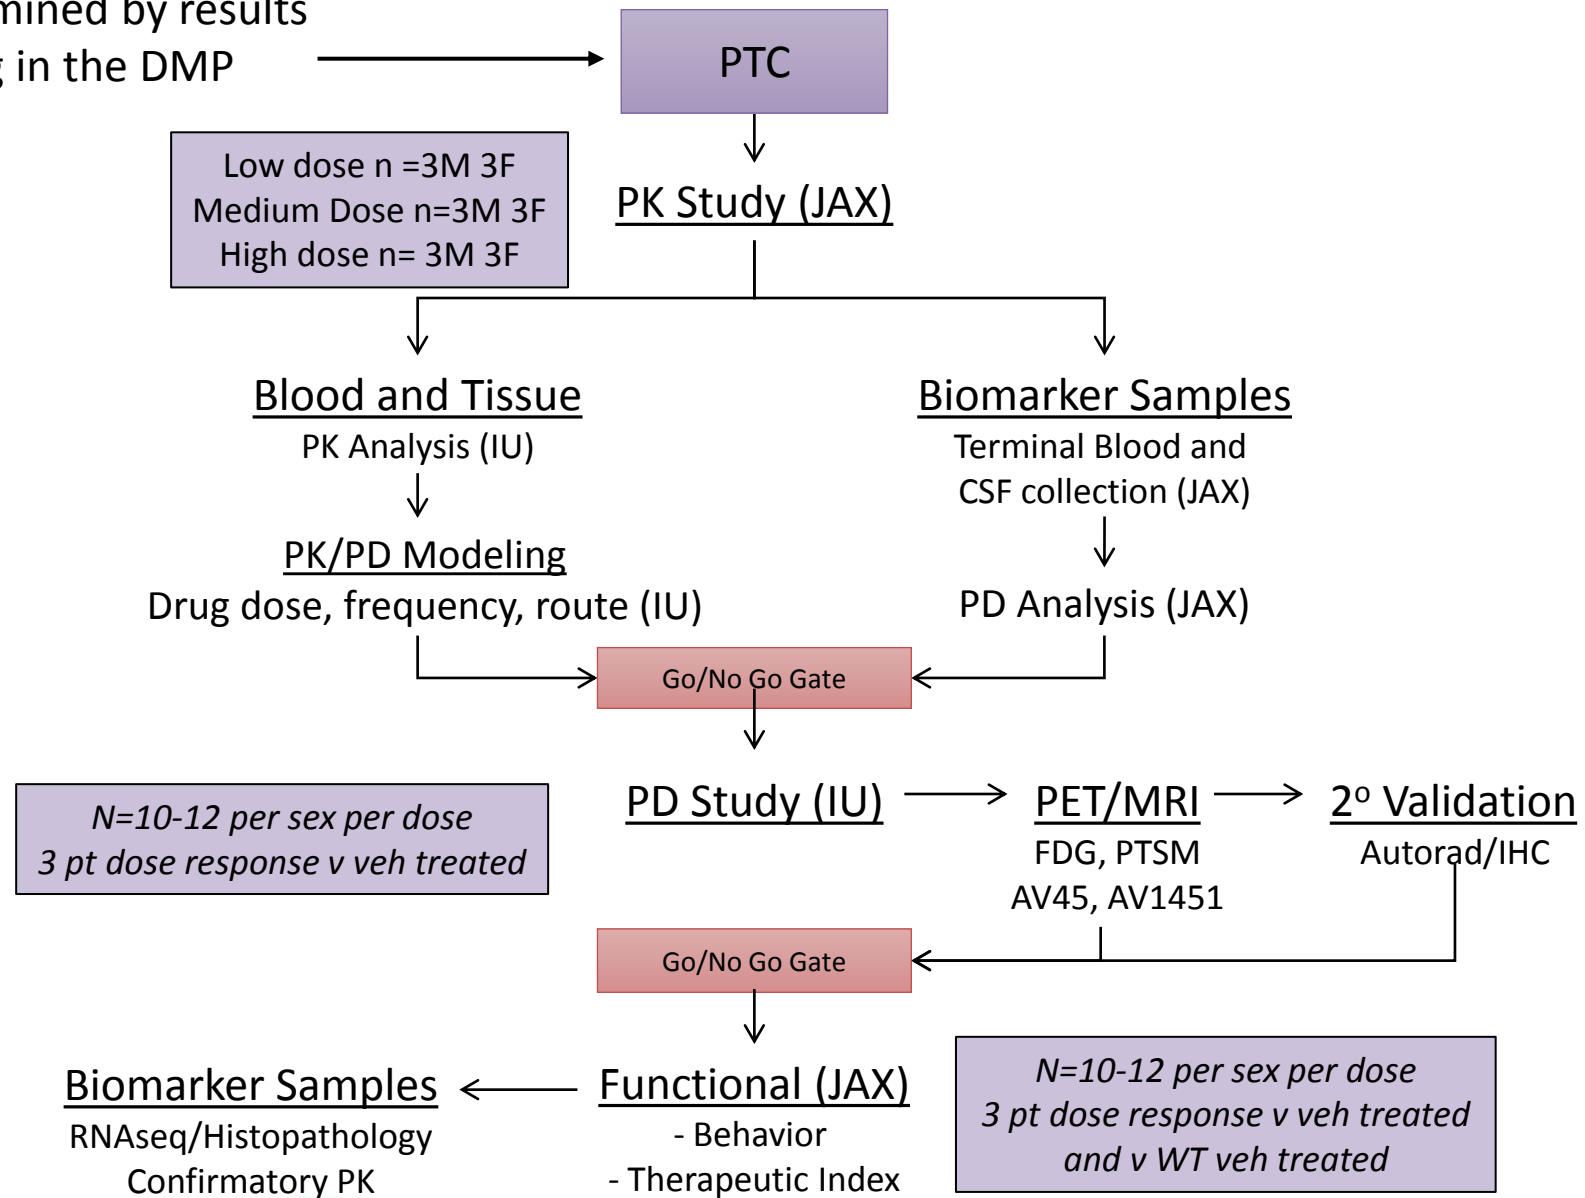 mined by results
g in the DMP
PTC
Low dose n =3M 3F
Medium Dose n=3M 3F
High dose n= 3M 3F
PK Study (JAX)
Blood and Tissue
PK Analysis (IU)
Biomarker Samples
Terminal Blood and
CSF collection (JAX)
PK/PD Modeling
Drug dose, frequency, route (IU)
PD Analysis (JAX)
Go/No Go Gate
N=10-12 per sex per dose
3 pt dose response v veh treated
PD Study (IU)
PET/MRI
FDG, PTSM
AV45, AV1451
2º Validation
Autorad/IHC
Go/No Go Gate
Biomarker Samples
RNAseq/Histopathology
Confirmatory PK
Functional (JAX)
- Behavior
- Therapeutic Index
N=10-12 per sex per dose
3 pt dose response v veh treated
and v WT veh treated